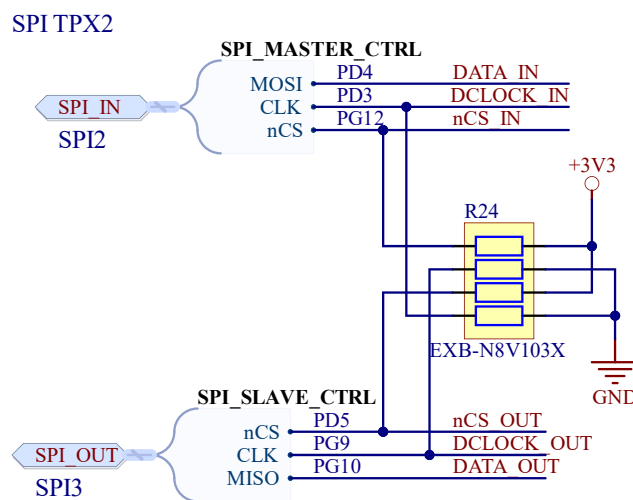 SPI TPX2
SPI_MASTER_CTRL
MOSI PD4 DATA_IN
SPI_IN CLK PD3 DCLOCK_IN
SPI2 nCS PG12 nCS_IN
+3V3
R24
EXB-N8V103X
GND
SPI_SLAVE_CTRL
nCS PD5 nCS_OUT
SPI_OUT CLK PG9 DCLOCK_OUT
SPI3 MISO PG10 DATA_OUT